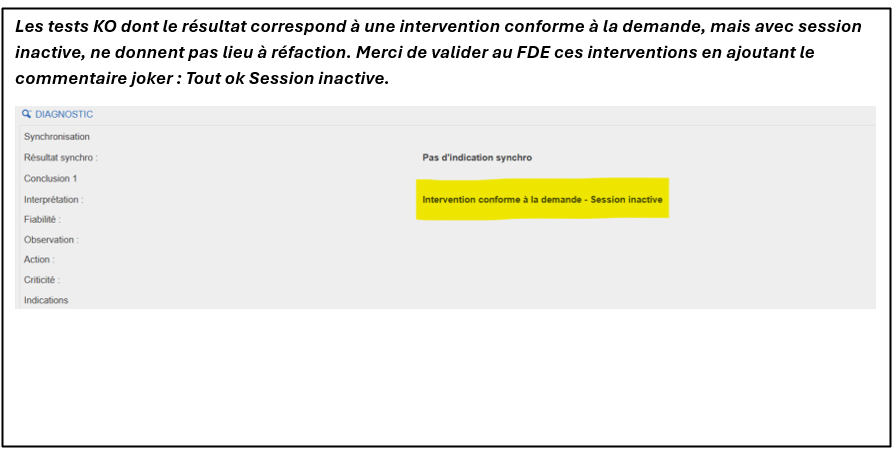 Les tests KO dont le résultat correspond à une intervention conforme à la demande, mais avec session
inactive, ne donnent pas lieu à réfaction. Merci de valider au FDE ces interventions en ajoutant le
commentaire joker : Tout ok Session inactive.
DIAGNOSTIC
Synchronisation
Résultat synchro : Pas d'indication synchro
Conclusion 1
Interprétation : Intervention conforme à la demande - Session inactive
Fiabilité :
Observation :
Action :
Criticité :
Indications